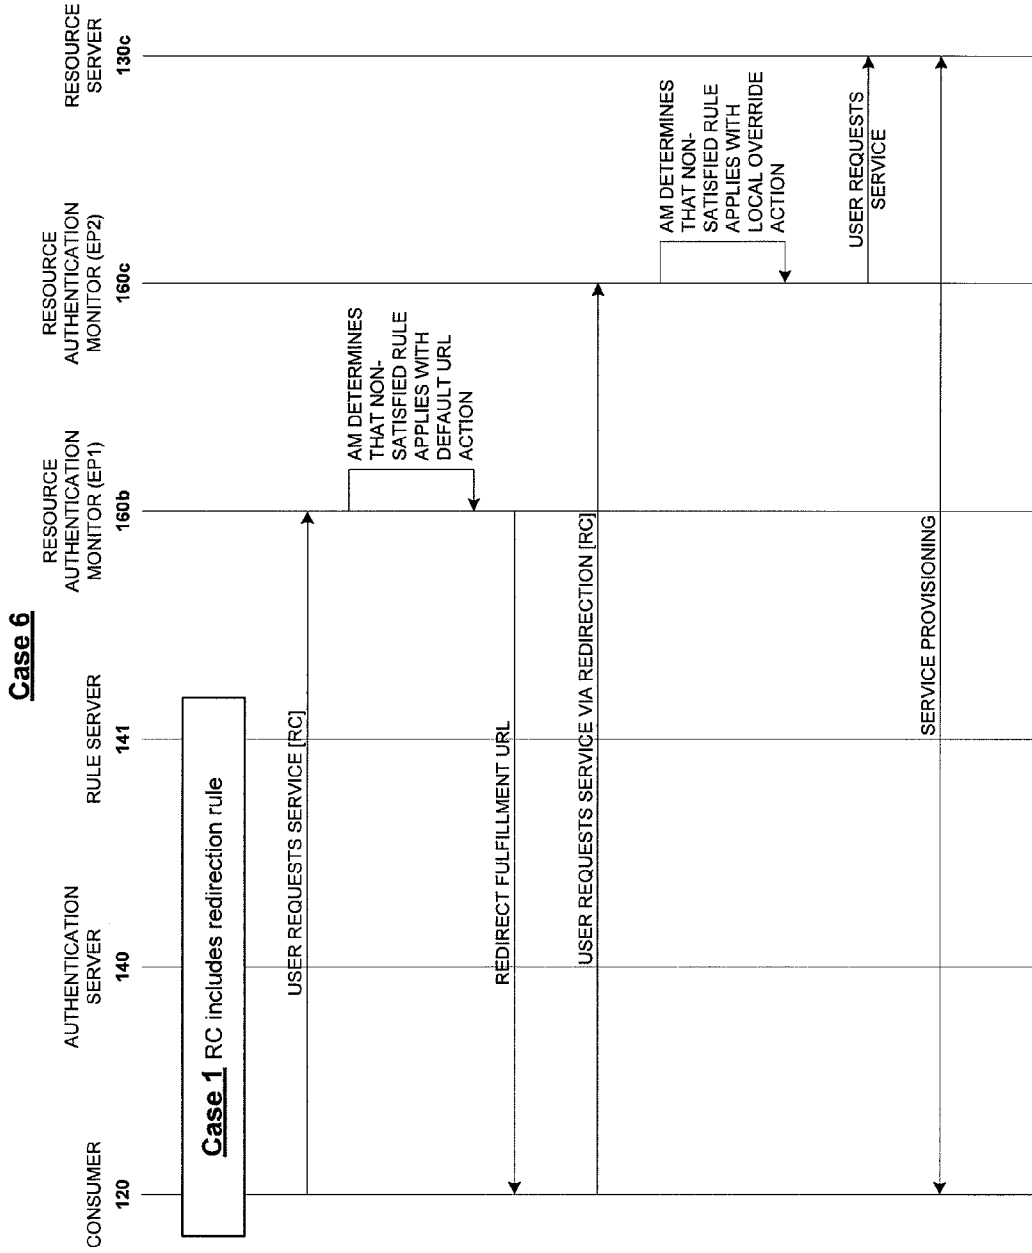 Case 6
CONSUMER
120
AUTHENTICATION
SERVER
140
RULE SERVER
141
RESOURCE
AUTHENTICATION
MONITOR (EP1)
160b
RESOURCE
AUTHENTICATION
MONITOR (EP2)
160c
RESOURCE
SERVER
130c
Case 1 RC includes redirection rule
USER REQUESTS SERVICE [RC]
AM DETERMINES
THAT NON-
SATISFIED RULE
APPLIES WITH
DEFAULT URL
ACTION
REDIRECT FULFILLMENT URL
USER REQUESTS SERVICE VIA REDIRECTION [RC]
AM DETERMINES
THAT NON-
SATISFIED RULE
APPLIES WITH
LOCAL OVERRIDE
ACTION
USER REQUESTS
SERVICE
SERVICE PROVISIONING